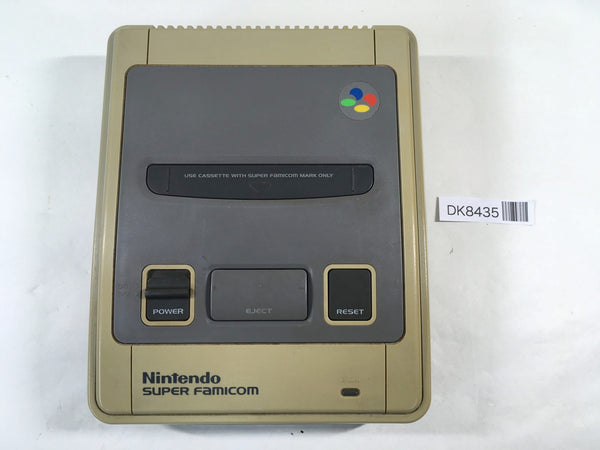 USE CASSETTE WITH SUPER FAMICOM MARK ONLY
DK8435
POWER
EJECT
RESET
Nintendo
SUPER FAMICOM